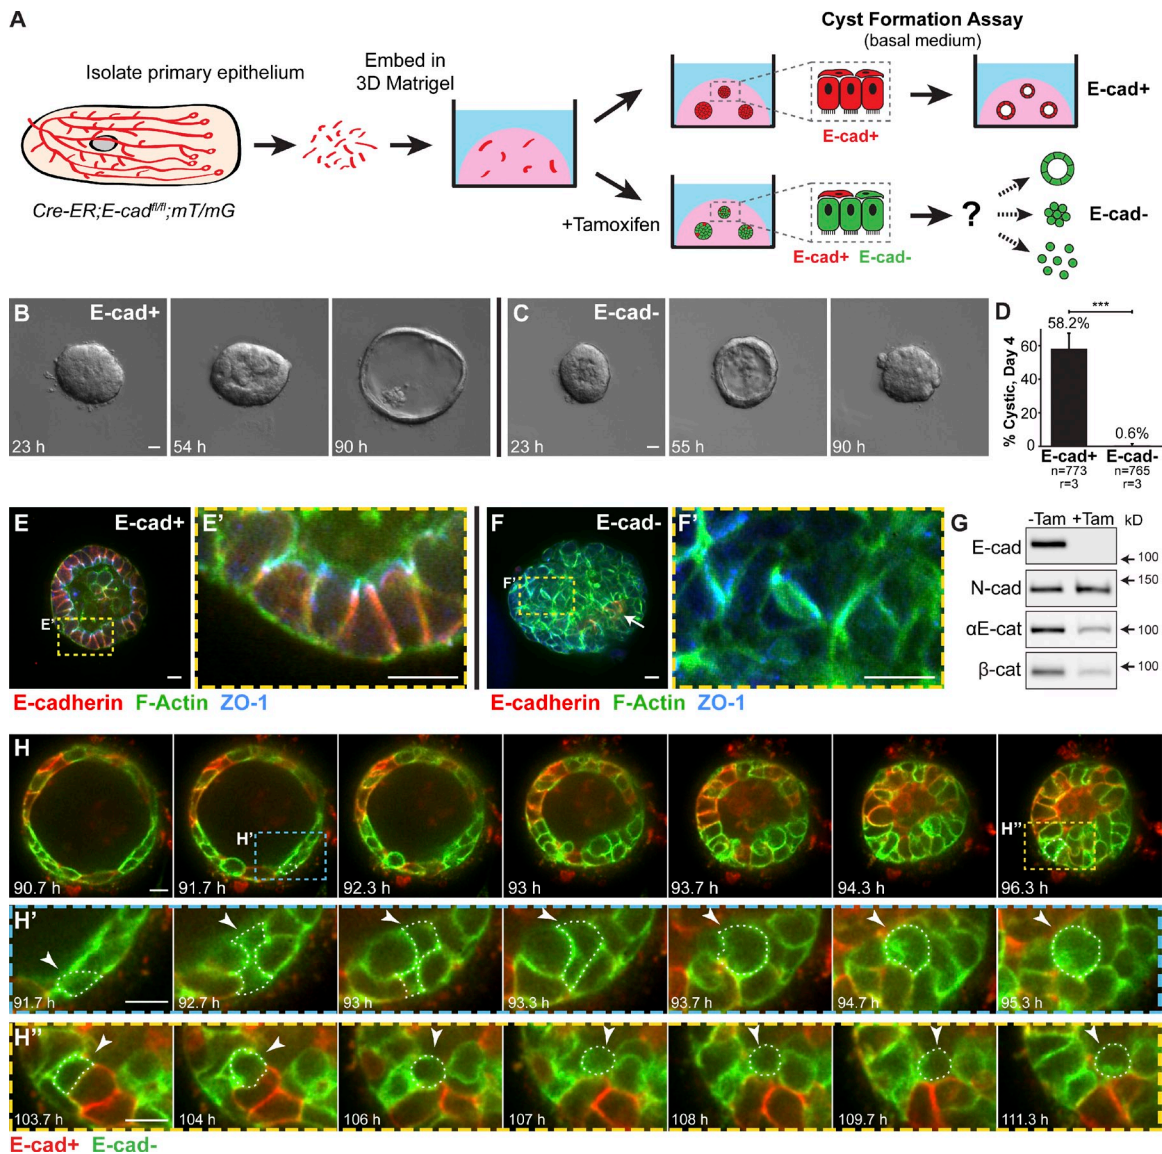 A
Isolate primary epithelium
Cre-ER;E-cadfl/fl;mT/mG
Embed in
3D Matrigel
+Tamoxifen
Cyst Formation Assay
(basal medium)
E-cad+
E-cad+
E-cad+ E-cad-
?
E-cad-
B E-cad+
23 h
54 h
90 h
C E-cad-
23 h
55 h
90 h
D
% Cystic, Day 4
60
40
20
0
58.2%
***
0.6%
E-cad+ E-cad-
n=773 n=765
r=3 r=3
E E-cad+
E'
E'
F E-cad-
F'
F'
E-cadherin F-Actin ZO-1
E-cadherin F-Actin ZO-1
G
-Tam +Tam kD
E-cad 100
N-cad 150
αE-cat 100
β-cat 100
H
H'
H"
90.7 h 91.7 h 92.3 h 93 h 93.7 h 94.3 h 96.3 h
H'
91.7 h 92.7 h 93 h 93.3 h 93.7 h 94.7 h 95.3 h
H"
103.7 h 104 h 106 h 107 h 108 h 109.7 h 111.3 h
E-cad+ E-cad-